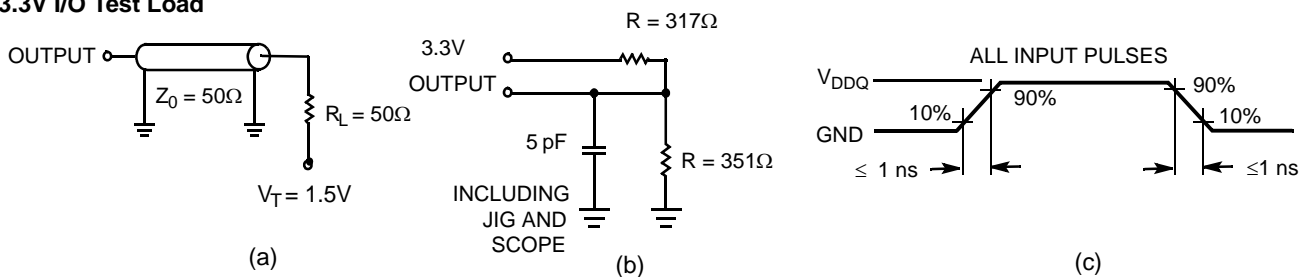 3.3V I/O Test Load
OUTPUT
Z0 = 50Ω
RL = 50Ω
VT = 1.5V
(a)
R = 317Ω
3.3V
OUTPUT
5 pF
R = 351Ω
INCLUDING
JIG AND
SCOPE
(b)
ALL INPUT PULSES
VDDQ
GND
10%
90%
90%
10%
≤ 1 ns
≤1 ns
(c)